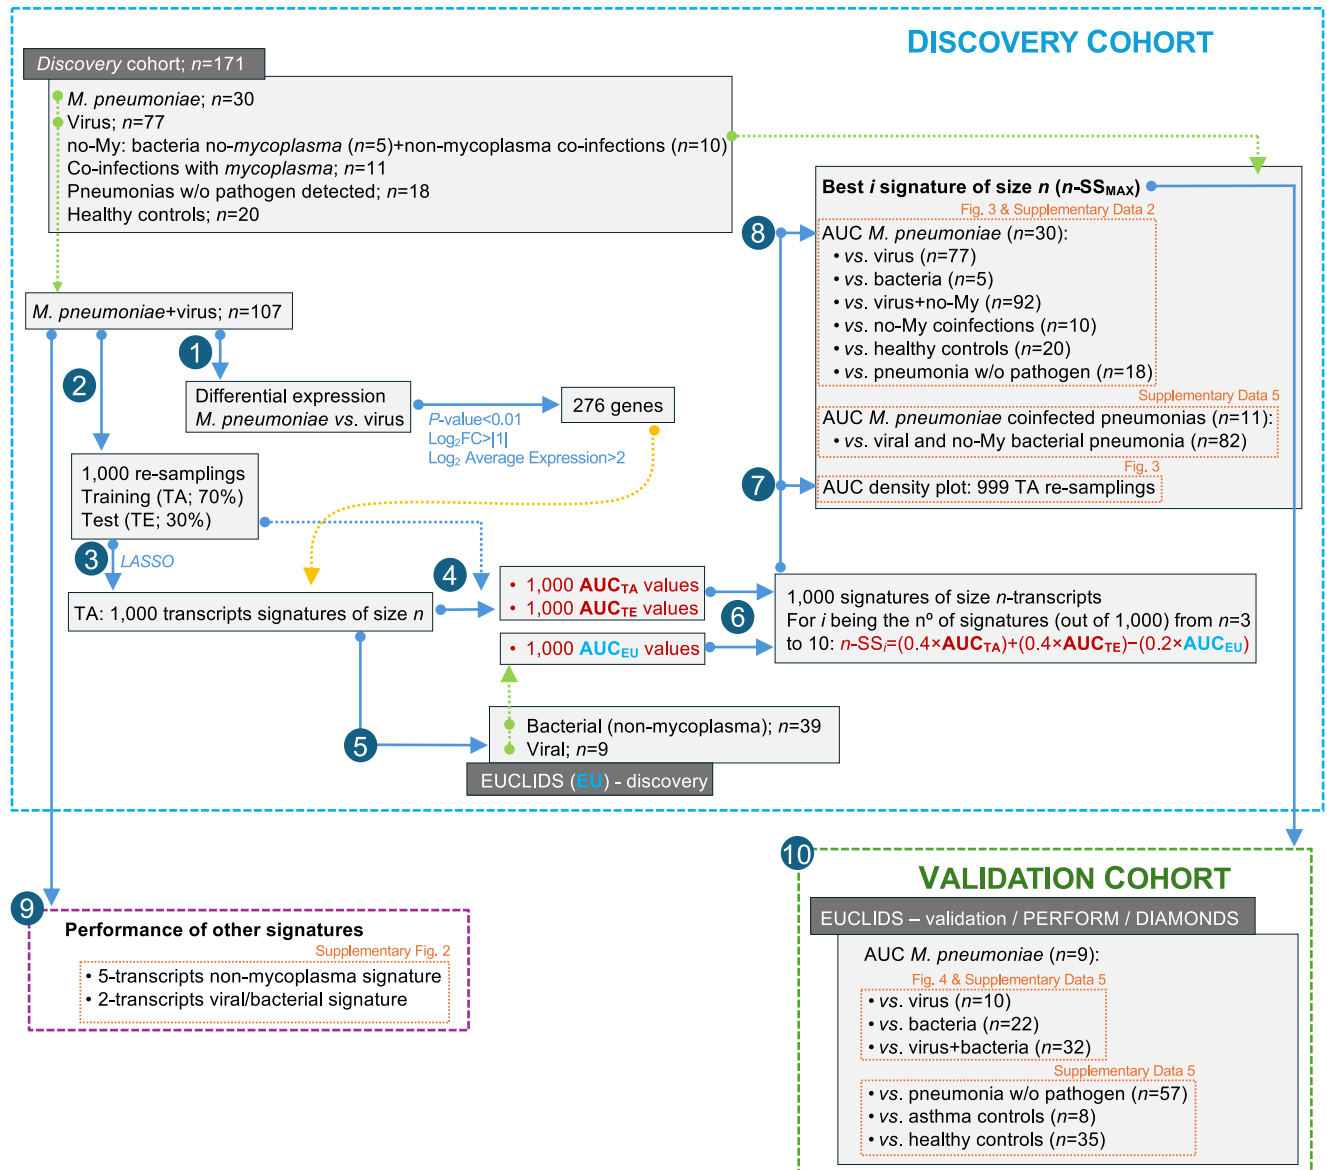 DISCOVERY COHORT
Discovery cohort; n=171
M. pneumoniae; n=30
Virus; n=77
no-My: bacteria no-mycoplasma (n=5)+non-mycoplasma co-infections (n=10)
Co-infections with mycoplasma; n=11
Pneumonias w/o pathogen detected; n=18
Healthy controls; n=20
M. pneumoniae+virus; n=107
1
2
Differential expression
M. pneumoniae vs. virus
P-value<0.01
Log₂FC>|1|
Log₂ Average Expression>2
276 genes
1,000 re-samplings
Training (TA; 70%)
Test (TE; 30%)
3
LASSO
TA: 1,000 transcripts signatures of size n
4
• 1,000 AUC_TA values
• 1,000 AUC_TE values
• 1,000 AUC_EU values
5
Bacterial (non-mycoplasma); n=39
Viral; n=9
EUCLIDS (EU) - discovery
6
1,000 signatures of size n-transcripts
For i being the nº of signatures (out of 1,000) from n=3
to 10: n-SSᵢ=(0.4×AUC_TA)+(0.4×AUC_TE)−(0.2×AUC_EU)
Best i signature of size n (n-SS_MAX)
Fig. 3 & Supplementary Data 2
8
AUC M. pneumoniae (n=30):
• vs. virus (n=77)
• vs. bacteria (n=5)
• vs. virus+no-My (n=92)
• vs. no-My coinfections (n=10)
• vs. healthy controls (n=20)
• vs. pneumonia w/o pathogen (n=18)
Supplementary Data 5
AUC M. pneumoniae coinfected pneumonias (n=11):
• vs. viral and no-My bacterial pneumonia (n=82)
Fig. 3
7
AUC density plot: 999 TA re-samplings
9
Performance of other signatures
Supplementary Fig. 2
• 5-transcripts non-mycoplasma signature
• 2-transcripts viral/bacterial signature
10
VALIDATION COHORT
EUCLIDS – validation / PERFORM / DIAMONDS
AUC M. pneumoniae (n=9):
Fig. 4 & Supplementary Data 5
• vs. virus (n=10)
• vs. bacteria (n=22)
• vs. virus+bacteria (n=32)
Supplementary Data 5
• vs. pneumonia w/o pathogen (n=57)
• vs. asthma controls (n=8)
• vs. healthy controls (n=35)